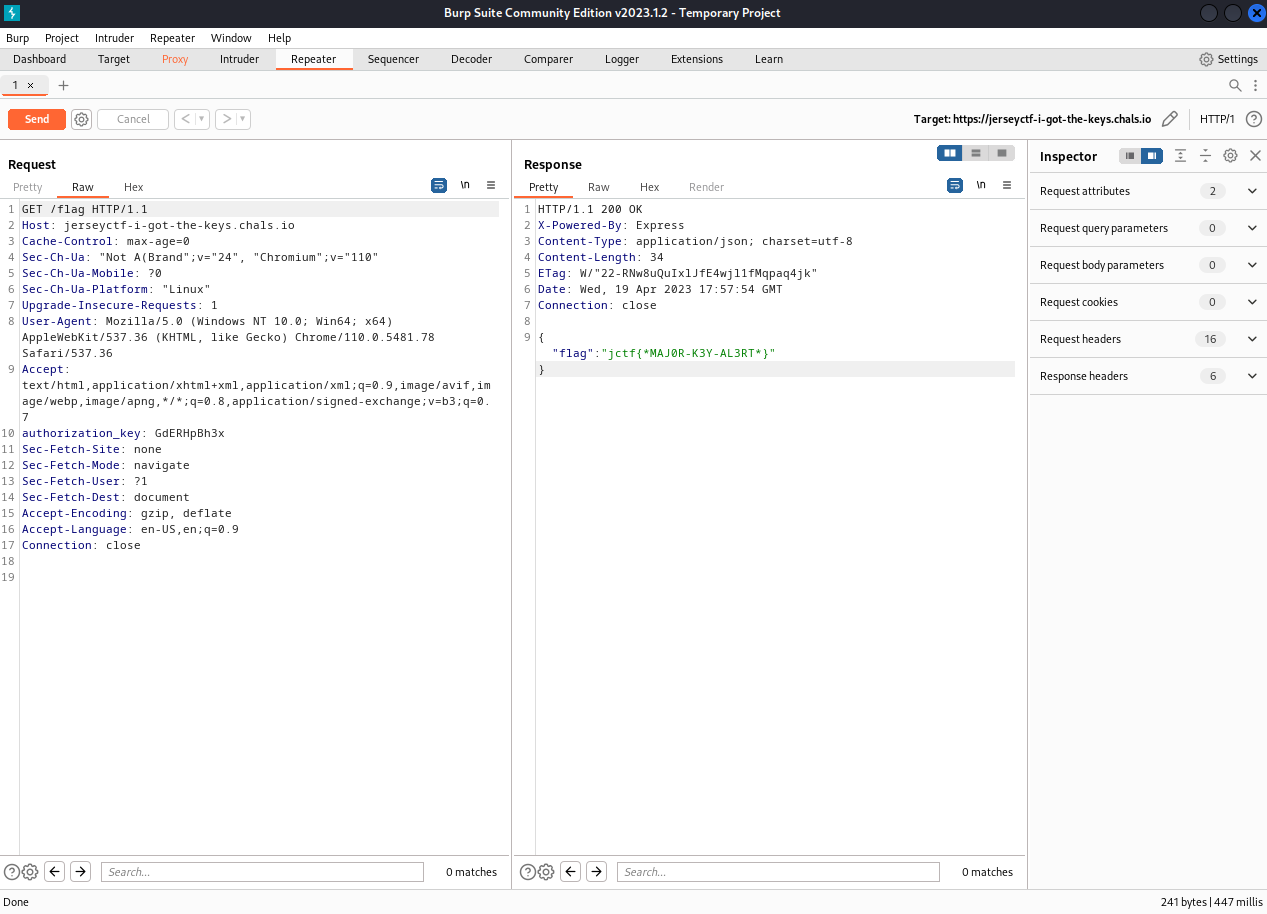 Burp Suite Community Edition v2023.1.2 - Temporary Project
Burp Project Intruder Repeater Window Help
Dashboard Target Proxy Intruder Repeater Sequencer Decoder Comparer Logger Extensions Learn Settings
1 × +
Send Cancel < > Target: https://jerseyctf-i-got-the-keys.chals.io HTTP/1 ?
Request
Pretty Raw Hex \n
1 GET /flag HTTP/1.1
2 Host: jerseyctf-i-got-the-keys.chals.io
3 Cache-Control: max-age=0
4 Sec-Ch-Ua: "Not A(Brand";v="24", "Chromium";v="110"
5 Sec-Ch-Ua-Mobile: ?0
6 Sec-Ch-Ua-Platform: "Linux"
7 Upgrade-Insecure-Requests: 1
8 User-Agent: Mozilla/5.0 (Windows NT 10.0; Win64; x64)
AppleWebKit/537.36 (KHTML, like Gecko) Chrome/110.0.5481.78
Safari/537.36
9 Accept:
text/html,application/xhtml+xml,application/xml;q=0.9,image/avif,im
age/webp,image/apng,*/*;q=0.8,application/signed-exchange;v=b3;q=0.
7
10 authorization_key: GdERHpBh3x
11 Sec-Fetch-Site: none
12 Sec-Fetch-Mode: navigate
13 Sec-Fetch-User: ?1
14 Sec-Fetch-Dest: document
15 Accept-Encoding: gzip, deflate
16 Accept-Language: en-US,en;q=0.9
17 Connection: close
18
19
? Search... 0 matches
Response
Pretty Raw Hex Render \n
1 HTTP/1.1 200 OK
2 X-Powered-By: Express
3 Content-Type: application/json; charset=utf-8
4 Content-Length: 34
5 ETag: W/"22-RNw8uQuIxlJfE4wjl1fMqpaq4jk"
6 Date: Wed, 19 Apr 2023 17:57:54 GMT
7 Connection: close
8
9 {
"flag":"jctf{*MAJ0R-K3Y-AL3RT*}"
}
? Search... 0 matches
Inspector
Request attributes 2
Request query parameters 0
Request body parameters 0
Request cookies 0
Request headers 16
Response headers 6
Done 241 bytes | 447 millis